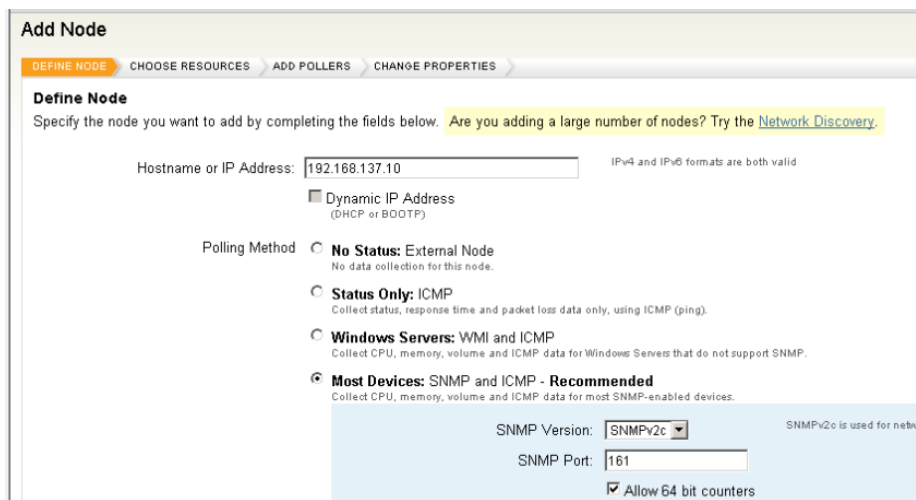 Add Node
DEFINE NODE CHOOSE RESOURCES ADD POLLERS CHANGE PROPERTIES
Define Node
Specify the node you want to add by completing the fields below. Are you adding a large number of nodes? Try the Network Discovery.
Hostname or IP Address: 192.168.137.10 IPv4 and IPv6 formats are both valid
Dynamic IP Address
(DHCP or BOOTP)
Polling Method No Status: External Node
No data collection for this node.
Status Only: ICMP
Collect status, response time and packet loss data only, using ICMP (ping).
Windows Servers: WMI and ICMP
Collect CPU, memory, volume and ICMP data for Windows Servers that do not support SNMP.
Most Devices: SNMP and ICMP - Recommended
Collect CPU, memory, volume and ICMP data for most SNMP-enabled devices.
SNMP Version: SNMPv2c SNMPv2c is used for netw
SNMP Port: 161
Allow 64 bit counters